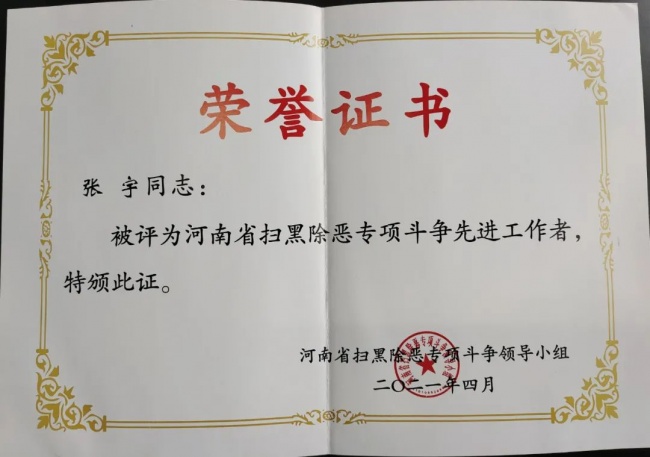 荣誉证书
张 宇同志：
被评为河南省扫黑除恶专项斗争先进工作者，
特颁此证。
河南省扫黑除恶专项斗争领导小组
二〇二一年四月